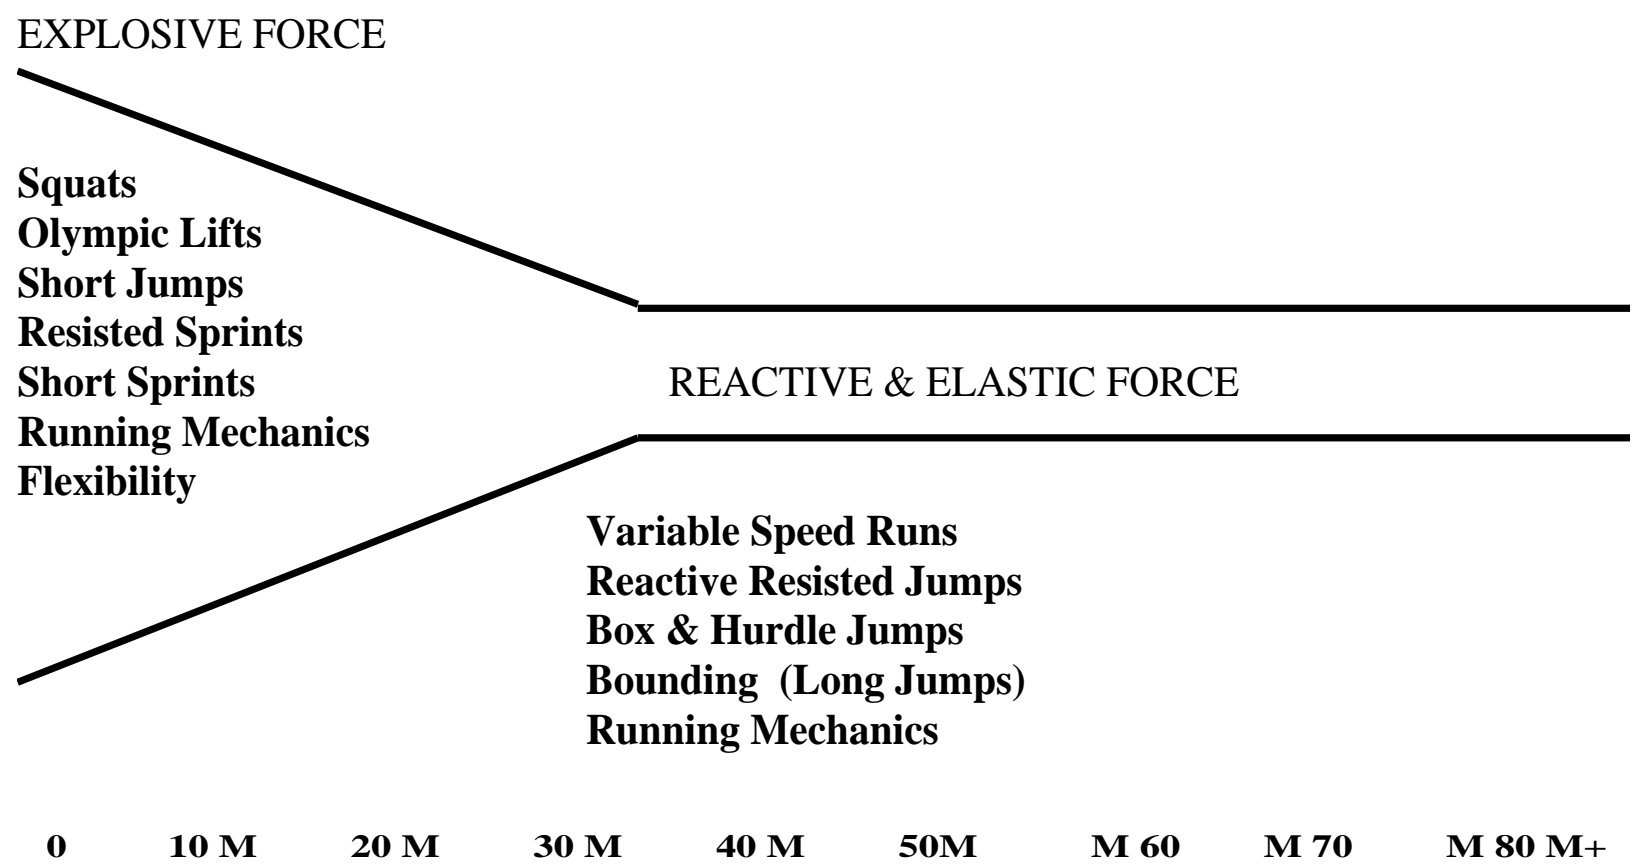 EXPLOSIVE FORCE
Squats
Olympic Lifts
Short Jumps
Resisted Sprints
Short Sprints
Running Mechanics
Flexibility
REACTIVE & ELASTIC FORCE
Variable Speed Runs
Reactive Resisted Jumps
Box & Hurdle Jumps
Bounding (Long Jumps)
Running Mechanics
0 10 M 20 M 30 M 40 M 50M M 60 M 70 M 80 M+